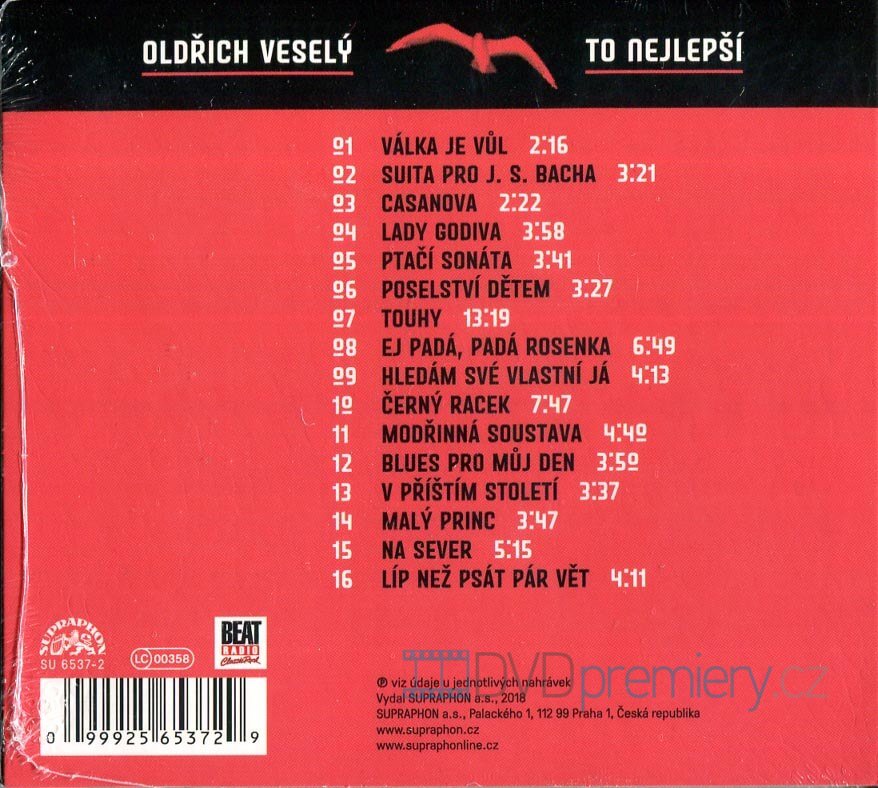 OLDŘICH VESELÝ TO NEJLEPŠÍ
01 VÁLKA JE VŮL 2:16
02 SUITA PRO J. S. BACHA 3:21
03 CASANOVA 2:22
04 LADY GODIVA 3:58
05 PTAČÍ SONÁTA 3:41
06 POSELSTVÍ DĚTEM 3:27
07 TOUHY 13:19
08 EJ PADÁ, PADÁ ROSENKA 6:49
09 HLEDÁM SVÉ VLASTNÍ JÁ 4:13
10 ČERNÝ RACEK 7:47
11 MODŘINNÁ SOUSTAVA 4:40
12 BLUES PRO MŮJ DEN 3:50
13 V PŘÍŠTÍM STOLETÍ 3:37
14 MALÝ PRINC 3:47
15 NA SEVER 5:15
16 LÍP NEŽ PSÁT PÁR VĚT 4:11
SUPRAPHON
SU 6537-2
LC 00358
BEAT
RADIO
ClassicRock
0 99925 65372 9
℗ viz údaje u jednotlivých nahrávek
Vydal SUPRAPHON a.s., 2018
SUPRAPHON a.s., Palackého 1, 112 99 Praha 1, Česká republika
www.supraphon.cz
www.supraphonline.cz
DVDpremiery.cz